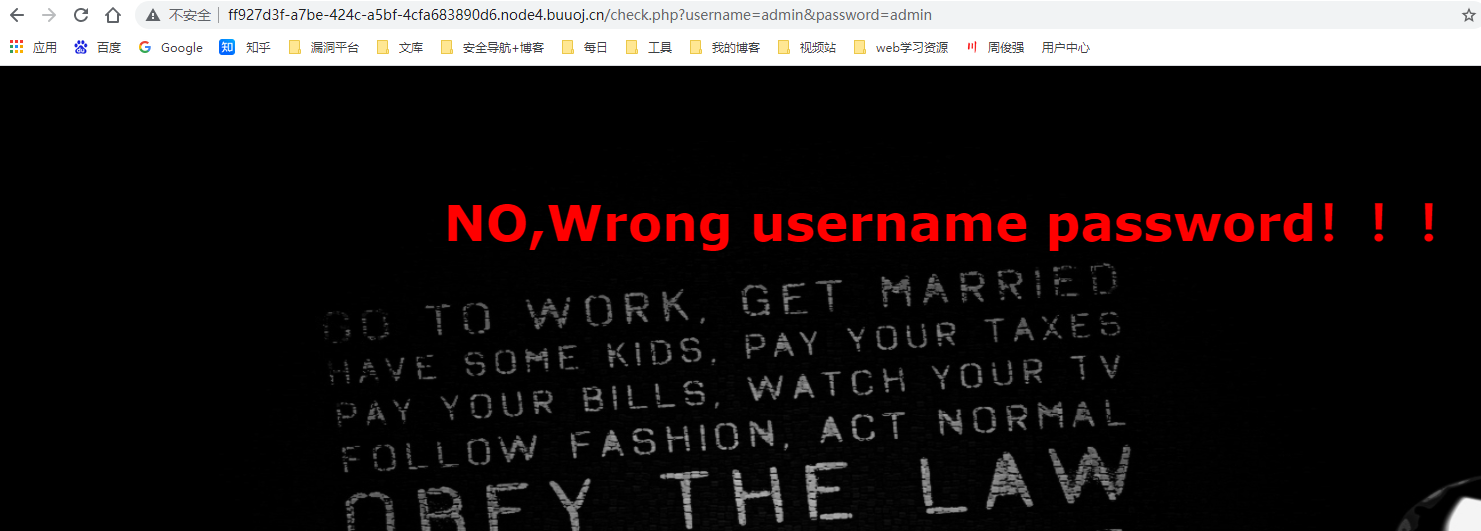 不安全 ff927d3f-a7be-424c-a5bf-4cfa683890d6.node4.buuoj.cn/check.php?username=admin&password=admin
应用 百度 Google 知乎 漏洞平台 文库 安全导航+博客 每日 工具 我的博客 视频站 web学习资源 周俊强 用户中心
NO,Wrong username password！！！
GO TO WORK, GET MARRIED
HAVE SOME KIDS, PAY YOUR TAXES
PAY YOUR BILLS, WATCH YOUR TV
FOLLOW FASHION, ACT NORMAL
OBEY THE LAW